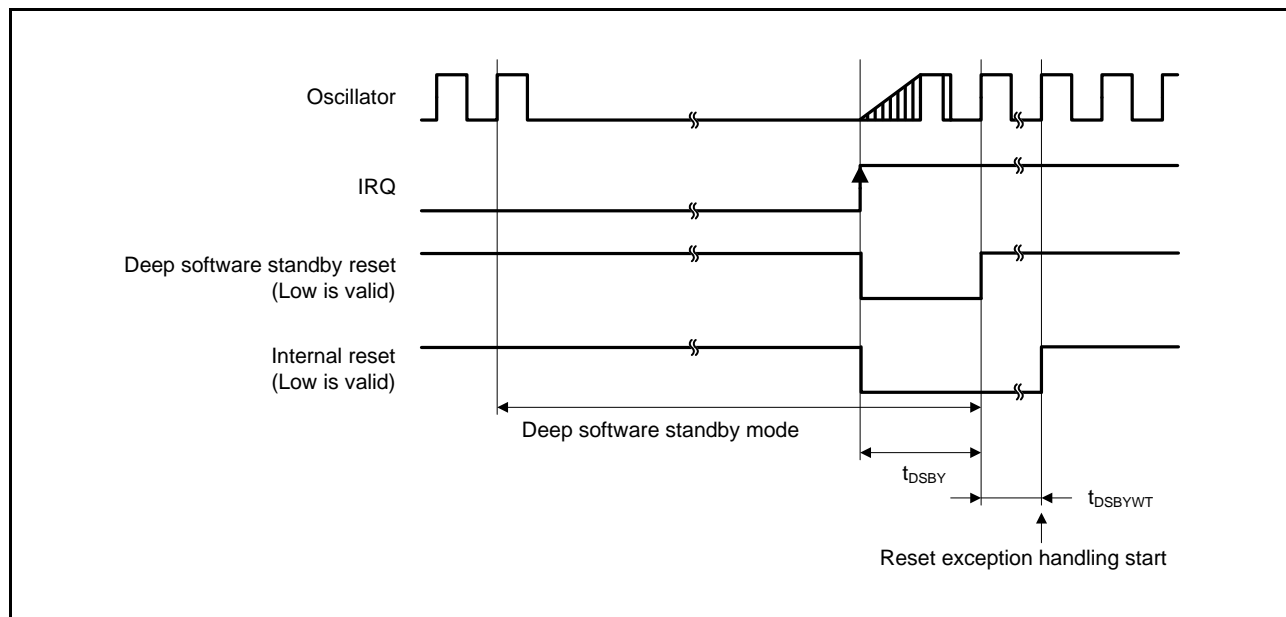 Oscillator
IRQ
Deep software standby reset
(Low is valid)
Internal reset
(Low is valid)
Deep software standby mode
tDSBY
tDSBYWT
Reset exception handling start